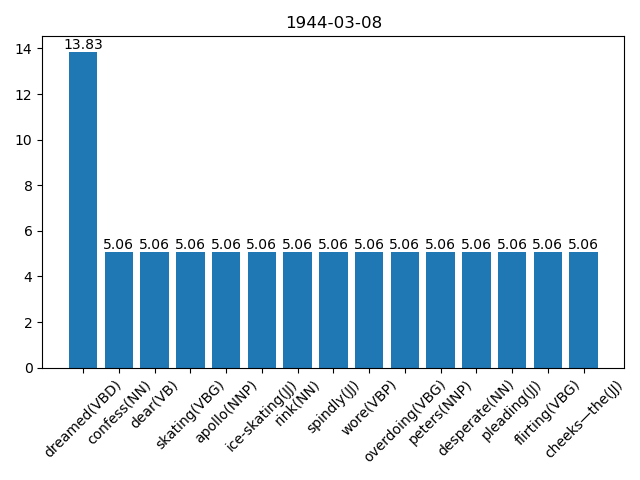 1944-03-08
13.83
5.06 5.06 5.06 5.06 5.06 5.06 5.06 5.06 5.06 5.06 5.06 5.06 5.06 5.06
14
12
10
8
6
4
2
0
dreamed(VBD)
confess(NN)
dear(VB)
skating(VBG)
apollo(NNP)
ice-skating(JJ)
rink(NN)
spindly(JJ)
wore(VBP)
overdoing(VBG)
peters(NNP)
desperate(NN)
pleading(JJ)
flirting(VBG)
cheeks—the(JJ)